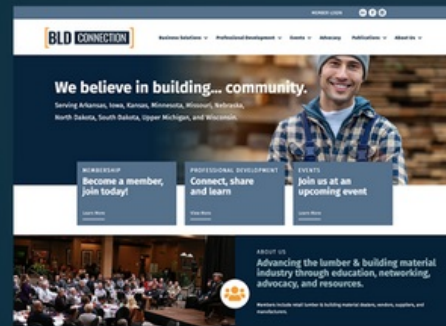 MEMBER LOGIN
[BLD CONNECTION]
Business Solutions Professional Development Events Advocacy Publications About Us
We believe in building... community.
Serving Arkansas, Iowa, Kansas, Minnesota, Missouri, Nebraska,
North Dakota, South Dakota, Upper Michigan, and Wisconsin.
MEMBERSHIP
Become a member,
join today!
Learn More
PROFESSIONAL DEVELOPMENT
Connect, share
and learn
View More
EVENTS
Join us at an
upcoming event
Learn More
ABOUT US
Advancing the lumber & building material
industry through education, networking,
advocacy, and resources.
Members include retail lumber & building material dealers, vendors, suppliers, and
manufacturers.